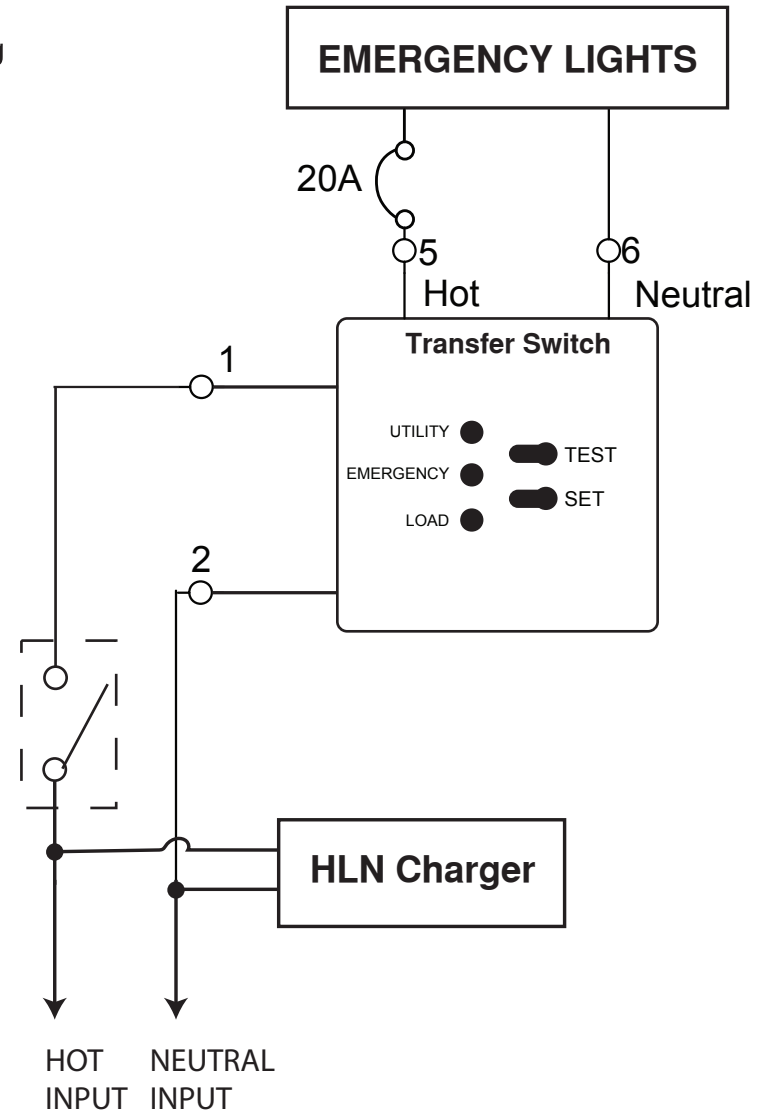 EMERGENCY LIGHTS
20A
5
6
Hot
Neutral
Transfer Switch
1
UTILITY
TEST
EMERGENCY
SET
LOAD
2
HLN Charger
HOT
INPUT
NEUTRAL
INPUT